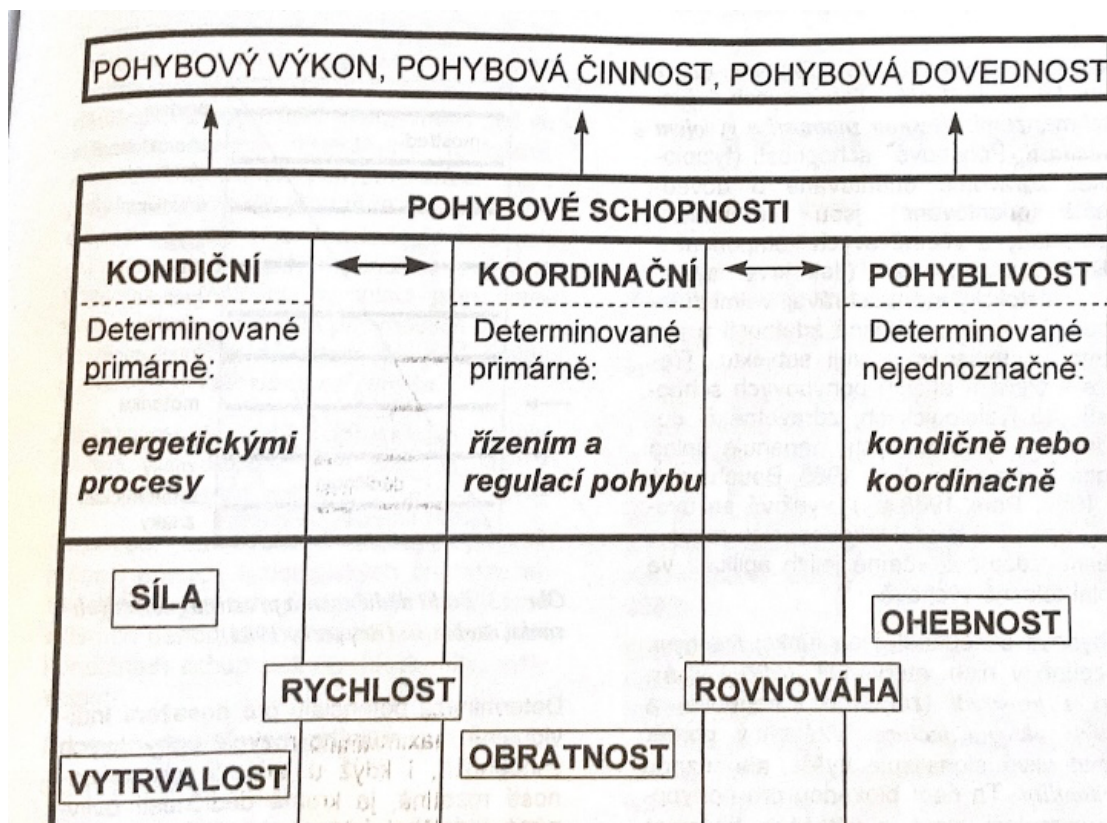 POHYBOVÝ VÝKON, POHYBOVÁ ČINNOST, POHYBOVÁ DOVEDNOST
POHYBOVÉ SCHOPNOSTI
KONDIČNÍ
Determinované
primárně:
energetickými
procesy
KOORDINAČNÍ
Determinované
primárně:
řízením a
regulací pohybu
POHYBLIVOST
Determinované
nejednoznačně:
kondičně nebo
koordinačně
SÍLA
OHEBNOST
RYCHLOST
ROVNOVÁHA
VYTRVALOST
OBRATNOST